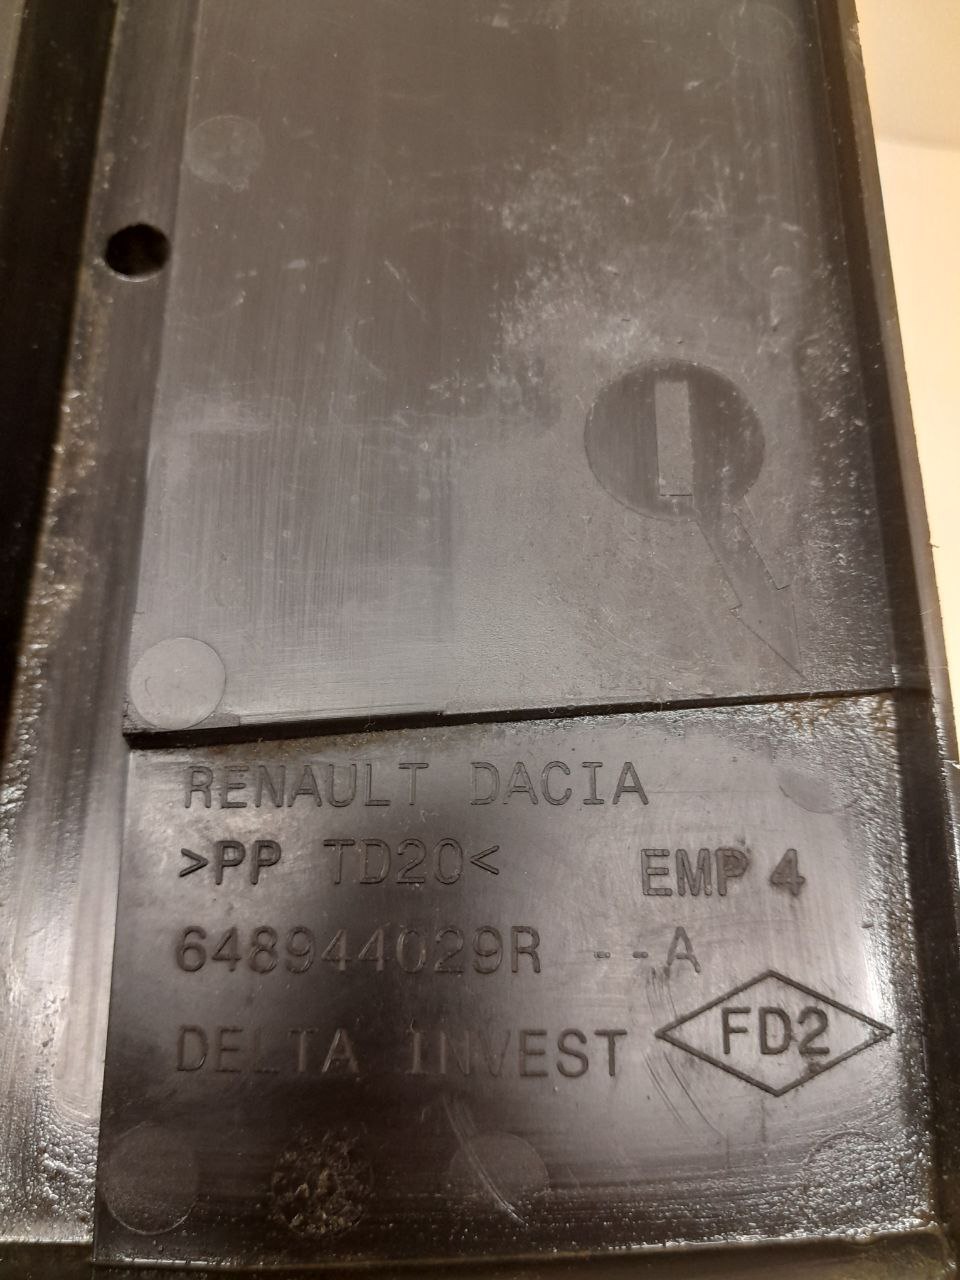 RENAULT DACIA
>PP TD20< EMP 4
648944029R --A
DELTA INVEST FD2